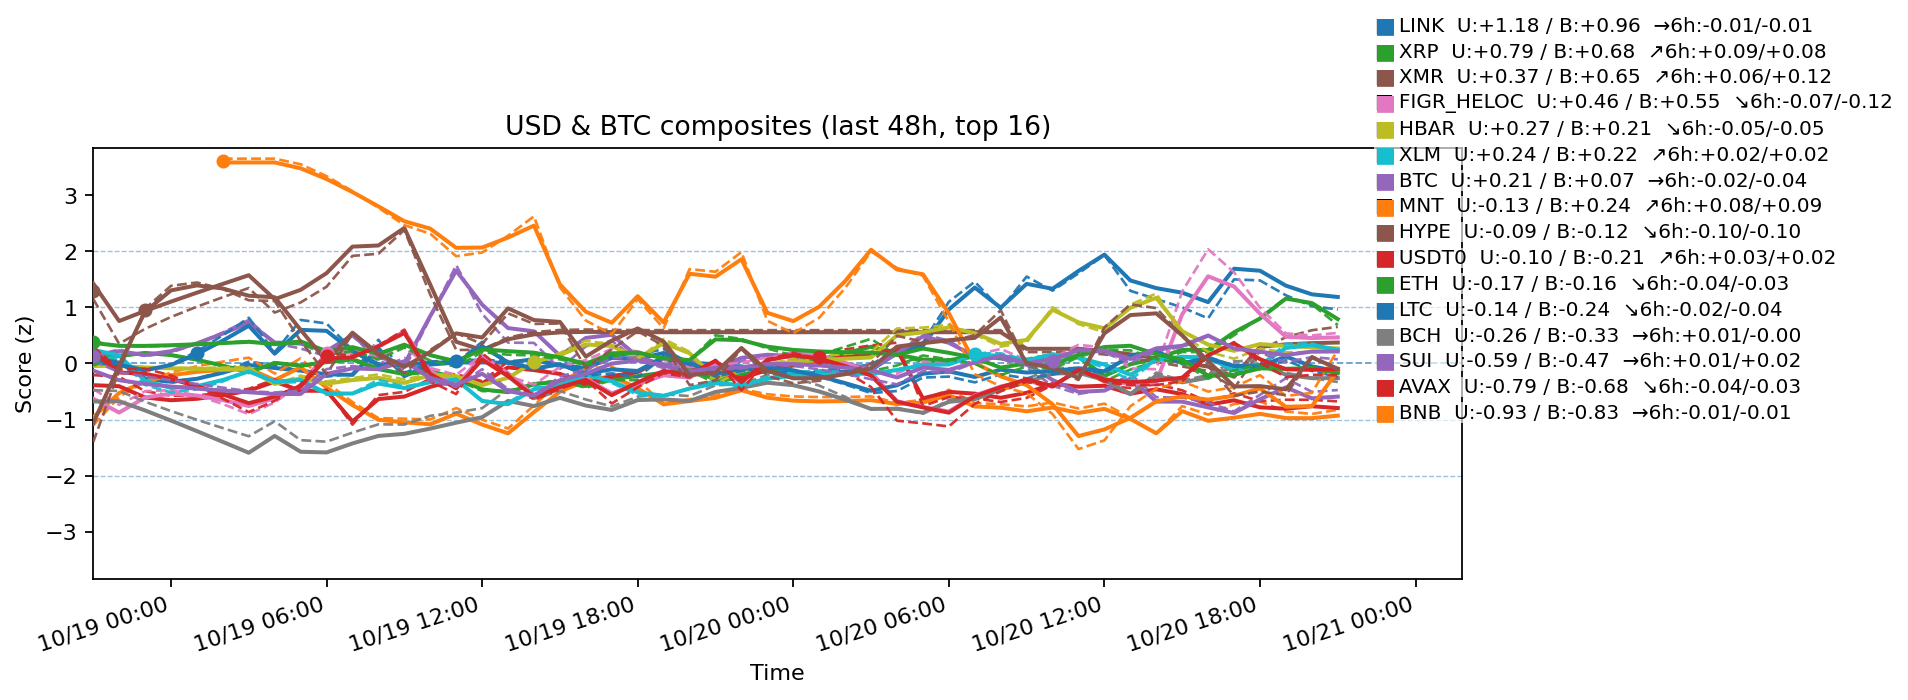 LINK  U:+1.18 / B:+0.96  →6h:-0.01/-0.01
XRP  U:+0.79 / B:+0.68  ↗6h:+0.09/+0.08
XMR  U:+0.37 / B:+0.65  ↗6h:+0.06/+0.12
FIGR_HELOC  U:+0.46 / B:+0.55  ↘6h:-0.07/-0.12
HBAR  U:+0.27 / B:+0.21  ↘6h:-0.05/-0.05
XLM  U:+0.24 / B:+0.22  ↗6h:+0.02/+0.02
BTC  U:+0.21 / B:+0.07  →6h:-0.02/-0.04
MNT  U:-0.13 / B:+0.24  ↗6h:+0.08/+0.09
HYPE  U:-0.09 / B:-0.12  ↘6h:-0.10/-0.10
USDT0  U:-0.10 / B:-0.21  ↗6h:+0.03/+0.02
ETH  U:-0.17 / B:-0.16  ↘6h:-0.04/-0.03
LTC  U:-0.14 / B:-0.24  ↘6h:-0.02/-0.04
BCH  U:-0.26 / B:-0.33  →6h:+0.01/-0.00
SUI  U:-0.59 / B:-0.47  →6h:+0.01/+0.02
AVAX  U:-0.79 / B:-0.68  ↘6h:-0.04/-0.03
BNB  U:-0.93 / B:-0.83  →6h:-0.01/-0.01
USD & BTC composites (last 48h, top 16)
Score (z)
3
2
1
0
−1
−2
−3
10/19 00:00
10/19 06:00
10/19 12:00
10/19 18:00
10/20 00:00
10/20 06:00
10/20 12:00
10/20 18:00
10/21 00:00
Time